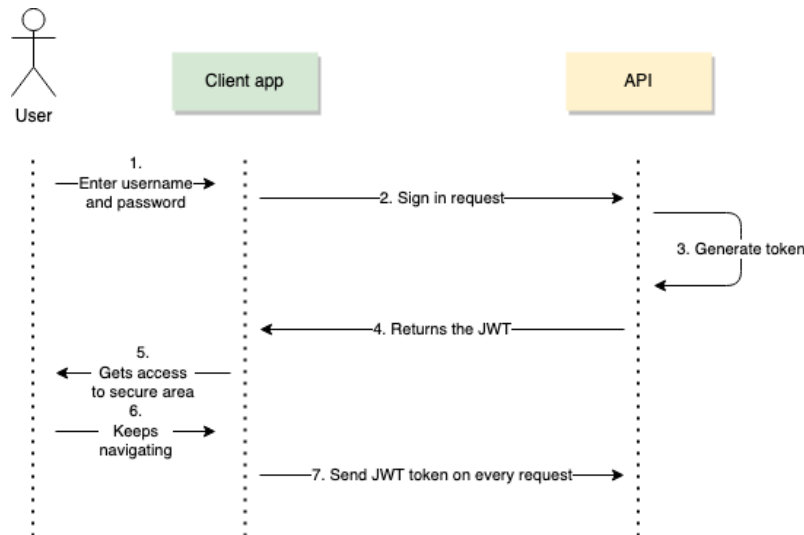 User
Client app
API
1.
Enter username
and password
2. Sign in request
3. Generate token
4. Returns the JWT
5.
Gets access
to secure area
6.
Keeps
navigating
7. Send JWT token on every request